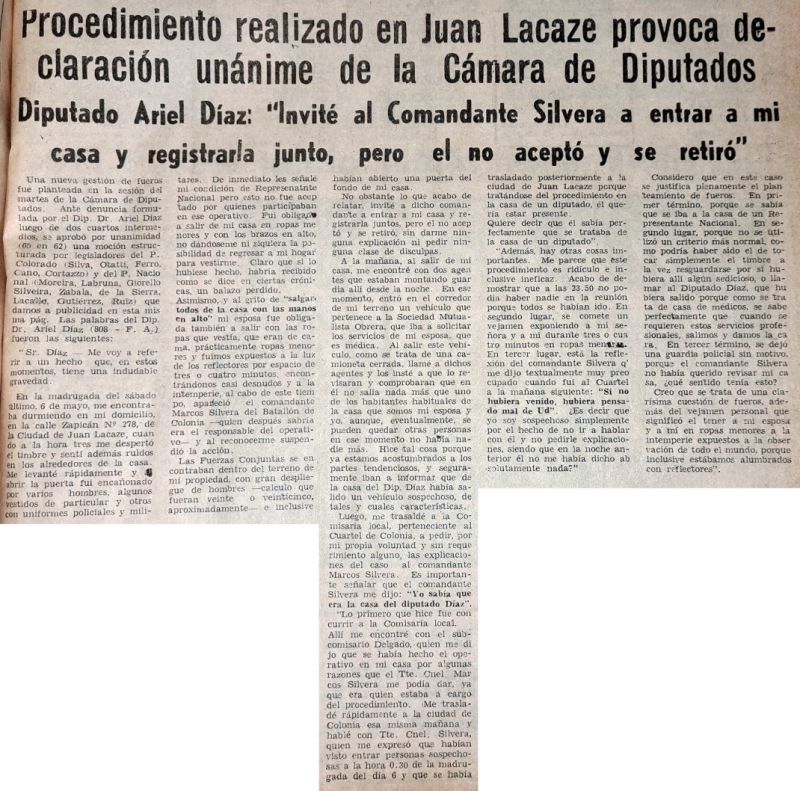 Procedimiento realizado en Juan Lacaze provoca de-
claración unánime de la Cámara de Diputados
Diputado Ariel Díaz: "Invité al Comandante Silvera a entrar a mi
casa y registrarla junto, pero el no aceptó y se retiró"
Una nueva gestión de fueros
fue planteada en la sesión del
martes de la Cámara de Dipu-
tados. Ante denuncia formu-
lada por el Dip. Dr. Ariel Díaz
luego de dos cuartos interme-
dios, se aprobó por unanimidad
(65 en 62) una moción estruc-
turada por legisladores del P.
Colorado (Silva, Otatti, Ferro,
Cano, Cortazzo) y del P. Nacio-
nal (Moreira, Labruna, Giorello
Silveira, Zabala, de la Sierra,
Lacalle, Gutiérrez, Ruiz) que
damos a publicidad en esta mis
ma pág. Las palabras del Dip.
Dr. Ariel Díaz (808 - F. A.)
fueron las siguientes:
"Sr. Díaz — Me voy a refe-
rir a un hecho que, en estos
momentos, tiene una indudable
gravedad.
En la madrugada del sábado
último, 6 de mayo, me encontra
ba durmiendo en mi domicilio,
en la calle Zapicán Nº 278, de
la Ciudad de Juan Lacaze, cuan
do a la hora tres me despertó
el timbre y sentí además ruidos
en los alrededores de la casa.
Me levanté rápidamente y al
abrir la puerta fui encañonado
por varios hombres, algunos
vestidos de particular y otros
con uniformes policiales y mili-
tares. De inmediato les señalé
mi condición de Represenatnte
Nacional pero esto no fue acep
tado por quienes participaban
en ese operativo. Fui obligado
a salir de mi casa en ropas me
nores y con los brazos en alto,
no dándoseme ni siquiera la po
sibilidad de regresar a mi hogar
para vestirme. Claro que si lo
hubiese hecho, habría recibido
como se dice en ciertas cróni-
cas, un balazo perdido.
Asimismo, y al grito de "salgan
todos de la casa con las manos
en alto" mi esposa fue obliga-
da también a salir con las ro-
pas que vestía, que eran de ca-
ma, prácticamente ropas meno-
res y fuimos expuestos a la luz
de los reflectores por espacio de
tres o cuatro minutos, encon-
trándonos casi desnudos y a la
intemperie, al cabo de este tiem
po, apadeció el comandante
Marcos Silvera del Batallón de
Colonia —quien después sabría
era el responsable del operati-
vo— y al reconocerme suspen-
dió la acción.
Las Fuerzas Conjuntas se en-
contraban dentro del terreno de
mi propiedad, con gran desplie-
gue de hombres —calculo que
fueran veinte o veinticinco,
aproximadamente— e inclusive
habían abierto una puerta del
fondo de mi casa.
No obstante lo que acabo de
relatar, invité a dicho comand-
ante a entrar a mi casa y regis-
trarla juntos, pero él no acep
tó y se retiró, sin darme ningu-
na explicación ni pedir ningu-
na clase de disculpas.
A la mañana, al salir de mi
casa, me encontré con dos agen-
tes que estaban montando guar
dia allí desde la noche. En ese
momento, entró en el corredor
de mi terreno un vehículo que
pertenece a la Sociedad Mutua-
lista Obrera, que iba a solicitar
los servicios de mi esposa, que
es médica. Al salir este vehí-
culo, como se trata de una ca-
mioneta cerrada, llamé a dichos
agentes y los insté a que lo re-
visaran y comprobaran que en
él no salía nada más que uno
de los habitantes habituales de
la casa que somos mi esposa y
yo, aunque, eventualmente, se
pueden quedar otras personas
en ese momento no había na-
die más. Hice tal cosa porque
ya estamos acostumbrados a los
partes tendenciosos, y segura-
mente iban a informar que de
la casa del Dip. Díaz había sa-
lido un vehículo sospechoso, de
tales y cuales características.
Luego, me trasaldé a la Co-
misaría local, perteneciente al
Cuartel de Colonia, a pedir, por
mi propia voluntad y sin reque
rimiento alguno, las explicacio-
nes del caso al comandante
Marcos Silvera. Es importan-
te señalar que el comandante
Silvera me dijo: "Yo sabía que
era la casa del diputado Díaz".
"Lo primero que hice fue con
currir a la Comisaría local.
Allí me encontré con el sub-
comisario Delgado, quien me di
jo que se había hecho el ope-
rativo en mi casa por algunas
razones que el Tte. Cnel. Mar
cos Silvera me podía dar, ya
que era quien estaba a cargo
del procedimiento. Me trasla-
dé rápidamente a la ciudad de
Colonia esa misma mañana y
hablé con Tte. Cnel. Silvera,
quien me expresó que habían
visto entrar personas sospecho-
sas a la hora 0.30 de la madru-
gada del día 6 y que se había
trasladado posteriormente a la
ciudad de Juan Lacaze porque
tratándose del procedimiento en
la casa de un diputado, él que-
ría estar presente.
Quiere decir que él sabía perfec-
tamente que se trataba de
la casa de un diputado".
"Además, hay otras cosas im-
portantes. Me parece que este
procedimiento es ridículo e in-
clusive ineficaz. Acabo de de-
mostrar que a las 23.50 no po-
día haber nadie en la reunión
porque todos se habían ido. En
segundo lugar, se comete un
vejamen exponiendo a mi se-
ñora y a mi durante tres o cua
tro minutos en ropas menores.
En tercer lugar, está la refle-
xión del comandante Silvera q'
me dijo textualmente muy preo
cupado cuando fui al Cuartel
a la mañana siguiente: "Si no
hubiera venido, hubiera pensa-
do mal de Ud". ¿Es decir que
yo soy sospechoso simplemente
por el hecho de no ir a hablar
con él y no pedirle explicacio-
nes, siendo que en la noche an-
terior él no me había dicho ab
solutamente nada?"
Considero que en este caso
se justifica plenamente el plan
teamiento de fueros. En pri-
mer término, porque se sabía
que se iba a la casa de un Re-
presentante Nacional. En se-
gundo lugar, porque no se uti-
lizó un criterio más normal, co-
mo podría haber sido el de to-
car simplemente el timbre a
la vez resguardarse por si hu-
biera allí algún sedicioso, o lla-
mar al Diputado Díaz, que hu
biera salido porque como se tra
ta de casa de médicos, se sabe
perfectamente que cuando se
requieren estos servicios profe-
sionales, salimos y damos la ca
ra. En tercer término, se dejó
una guardia policial sin motivo,
porque si el comandante Silvera
no había querido revisar mi ca
sa, ¿qué sentido tenía esto?
Creo que se trata de una cla-
rísima cuestión de fueros, ade-
más del vejamen personal que
significó el tener a mi esposa
y a mí en ropas menores a la
intemperie expuestos a la obser
vación de todo el mundo, porque
inclusive estábamos alumbrados
con reflectores".